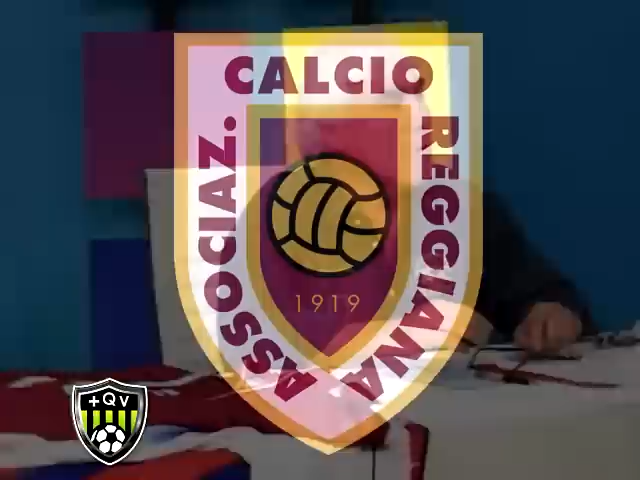 CALCIO
ASSOCIAZ.
REGGIANA
1919
+QV